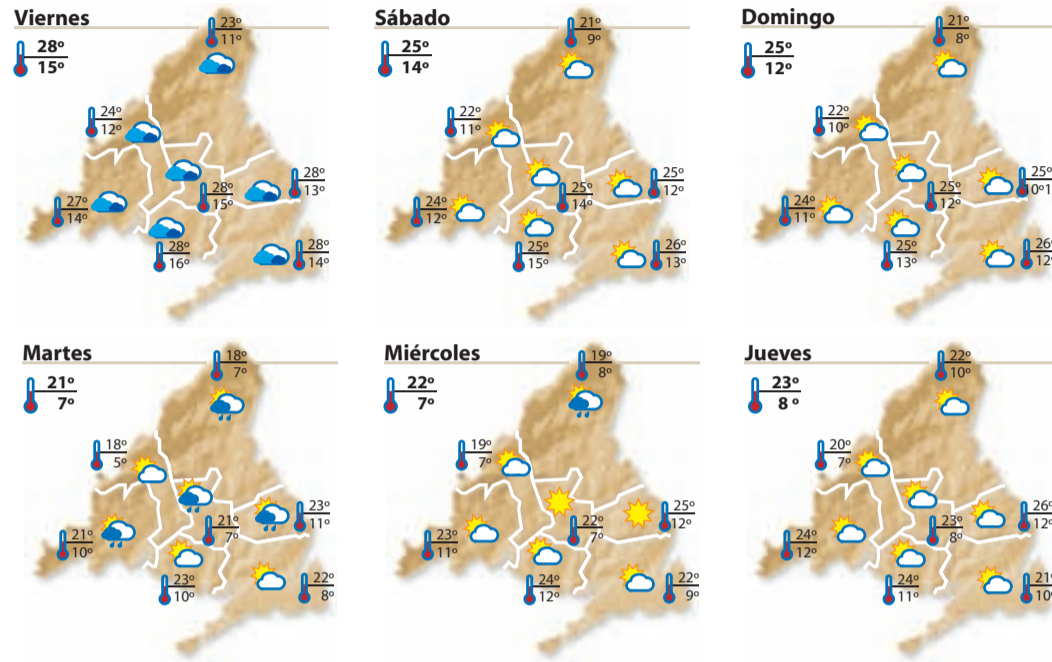 Viernes
28º
15º
23º
11º
24º
12º
28º
13º
28º
15º
27º
14º
28º
16º
28º
14º
Sábado
25º
14º
21º
9º
22º
11º
25º
12º
25º
14º
24º
12º
25º
15º
26º
13º
Domingo
25º
12º
21º
8º
22º
10º
25º
10º1
25º
12º
24º
11º
25º
13º
26º
12º
Martes
21º
7º
18º
7º
18º
5º
23º
11º
21º
7º
21º
10º
23º
10º
22º
8º
Miércoles
22º
7º
19º
8º
19º
7º
25º
12º
22º
7º
23º
11º
24º
12º
22º
9º
Jueves
23º
8 º
22º
10º
20º
7º
26º
12º
23º
8º
24º
12º
24º
11º
21º
10º